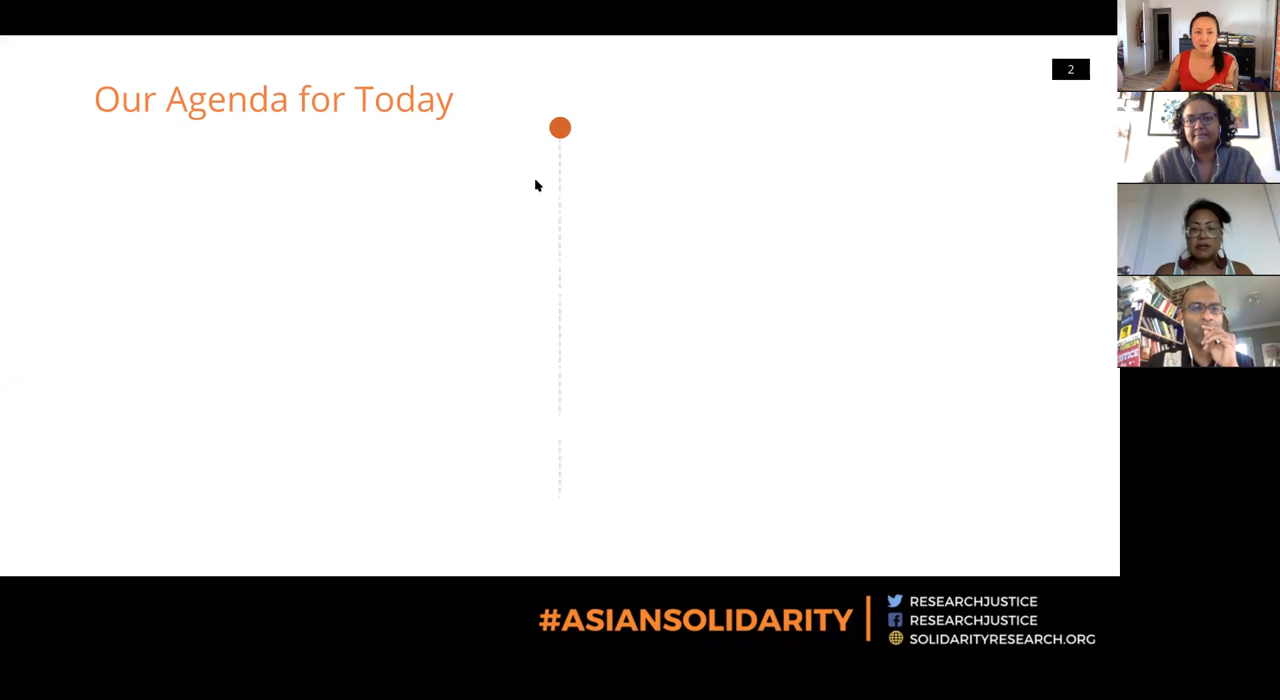 Our Agenda for Today
2
#ASIANSOLIDARITY
RESEARCHJUSTICE
RESEARCHJUSTICE
SOLIDARITYRESEARCH.ORG